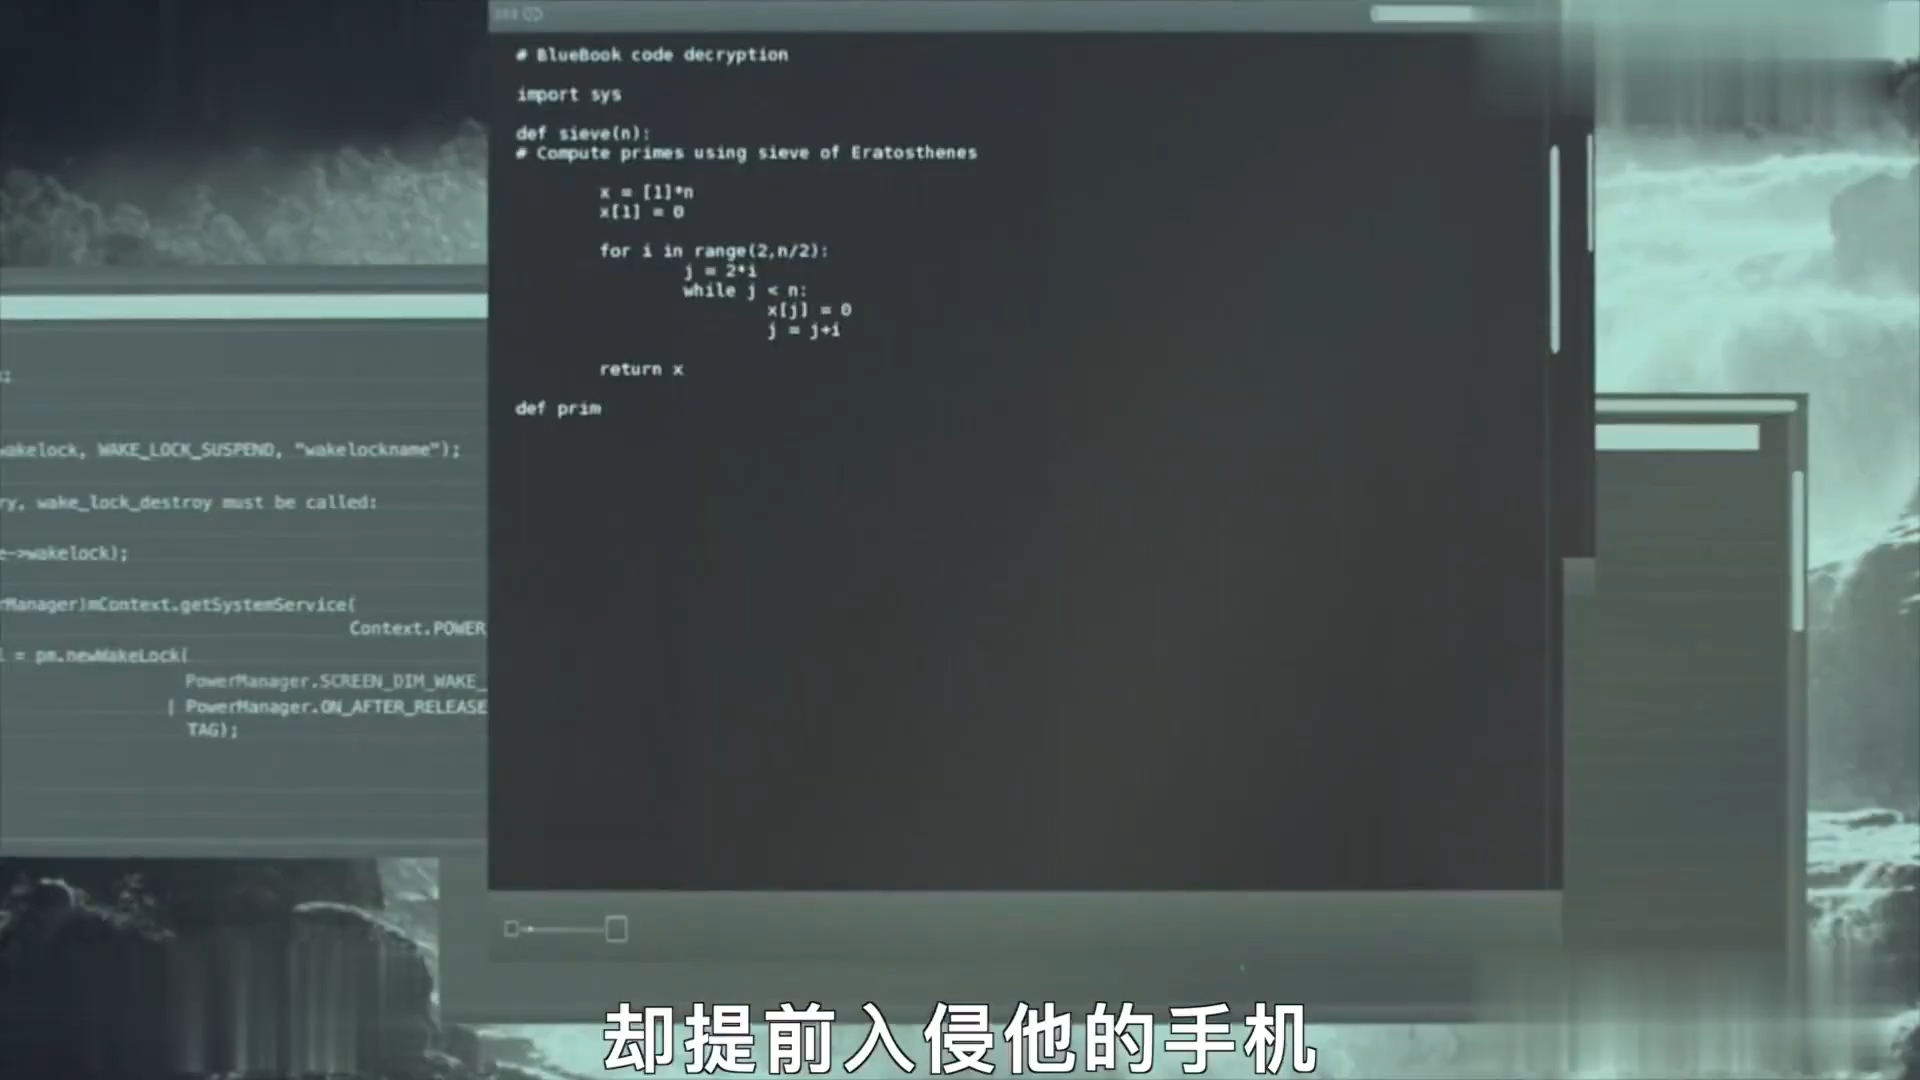 # BlueBook code decryption
import sys
def sieve(n):
# Compute primes using sieve of Eratosthenes
x = [1]*n
x[1] = 0
for i in range(2,n/2):
j = 2*i
while j < n:
x[j] = 0
j = j+i
return x
def prim
wakelock, WAKE_LOCK_SUSPEND, "wakelockname");
ry, wake_lock_destroy must be called:
e->wakelock);
rManager)mContext.getSystemService(
Context.POWER
l = pm.newWakeLock(
PowerManager.SCREEN_DIM_WAKE_
| PowerManager.ON_AFTER_RELEASE
TAG);
却提前入侵他的手机